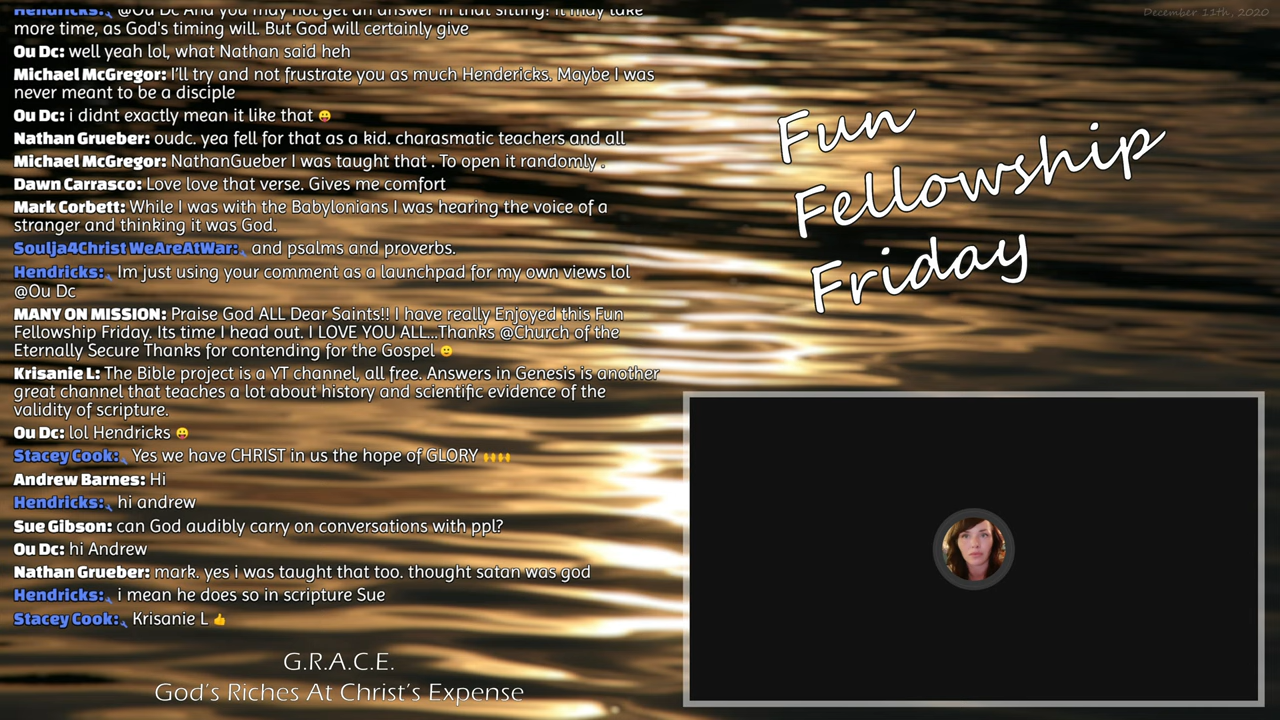 Hendricks: @Ou Dc And you may not get an answer in that sitting! It may take
more time, as God's timing will. But God will certainly give
Ou Dc: well yeah lol, what Nathan said heh
Michael McGregor: I'll try and not frustrate you as much Hendericks. Maybe I was
never meant to be a disciple
Ou Dc: i didnt exactly mean it like that 😛
Nathan Grueber: oudc. yea fell for that as a kid. charasmatic teachers and all
Michael McGregor: NathanGueber I was taught that . To open it randomly .
Dawn Carrasco: Love love that verse. Gives me comfort
Mark Corbett: While I was with the Babylonians I was hearing the voice of a
stranger and thinking it was God.
Soulja4Christ WeAreAtWar: and psalms and proverbs.
Hendricks: Im just using your comment as a launchpad for my own views lol
@Ou Dc
MANY ON MISSION: Praise God ALL Dear Saints!! I have really Enjoyed this Fun
Fellowship Friday. Its time I head out. I LOVE YOU ALL...Thanks @Church of the
Eternally Secure Thanks for contending for the Gospel 🙂
Krisanie L: The Bible project is a YT channel, all free. Answers in Genesis is another
great channel that teaches a lot about history and scientific evidence of the
validity of scripture.
Ou Dc: lol Hendricks 😛
Stacey Cook: Yes we have CHRIST in us the hope of GLORY 🙌🙌
Andrew Barnes: Hi
Hendricks: hi andrew
Sue Gibson: can God audibly carry on conversations with ppl?
Ou Dc: hi Andrew
Nathan Grueber: mark. yes i was taught that too. thought satan was god
Hendricks: i mean he does so in scripture Sue
Stacey Cook: Krisanie L 👍
G.R.A.C.E.
God's Riches At Christ's Expense
December 11th, 2020
Fun
Fellowship
Friday